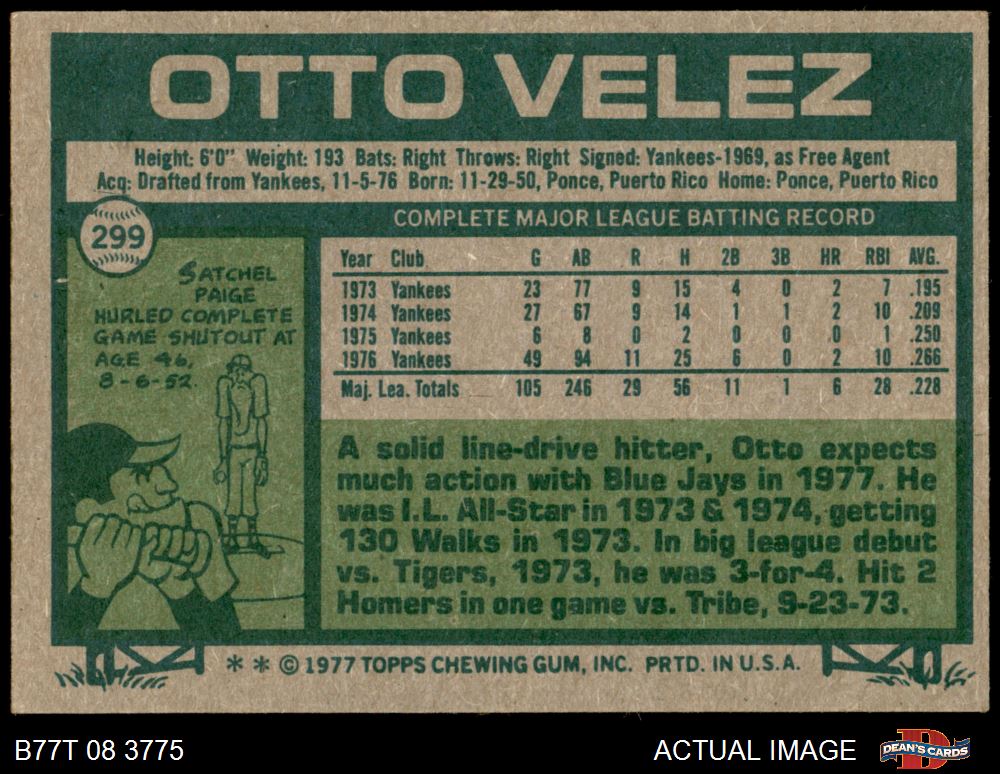 OTTO VELEZ
Height: 6'0" Weight: 193 Bats: Right Throws: Right Signed: Yankees-1969, as Free Agent
Acq: Drafted from Yankees, 11-5-76 Born: 11-29-50, Ponce, Puerto Rico Home: Ponce, Puerto Rico
299
SATCHEL
PAIGE
HURLED COMPLETE
GAME SHUTOUT AT
AGE 46,
8-6-52.
COMPLETE MAJOR LEAGUE BATTING RECORD
Year Club G AB R H 2B 3B HR RBI AVG.
1973 Yankees 23 77 9 15 4 0 2 7 .195
1974 Yankees 27 67 9 14 1 1 2 10 .209
1975 Yankees 6 8 0 2 0 0 0 1 .250
1976 Yankees 49 94 11 25 6 0 2 10 .266
Maj. Lea. Totals 105 246 29 56 11 1 6 28 .228
A solid line-drive hitter, Otto expects
much action with Blue Jays in 1977. He
was I.L. All-Star in 1973 & 1974, getting
130 Walks in 1973. In big league debut
vs. Tigers, 1973, he was 3-for-4. Hit 2
Homers in one game vs. Tribe, 9-23-73.
* * © 1977 TOPPS CHEWING GUM, INC. PRTD. IN U.S.A.
B77T 08 3775
ACTUAL IMAGE
B
DEAN'S CARDS